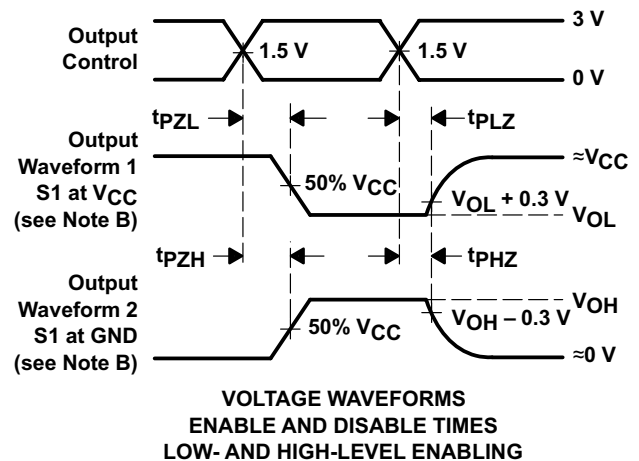 Output
Control
1.5 V
1.5 V
3 V
0 V
tPZL
tPLZ
Output
Waveform 1
S1 at VCC
(see Note B)
50% VCC
≈VCC
VOL + 0.3 V
VOL
tPZH
tPHZ
Output
Waveform 2
S1 at GND
(see Note B)
50% VCC
VOH
VOH – 0.3 V
≈0 V
VOLTAGE WAVEFORMS
ENABLE AND DISABLE TIMES
LOW- AND HIGH-LEVEL ENABLING